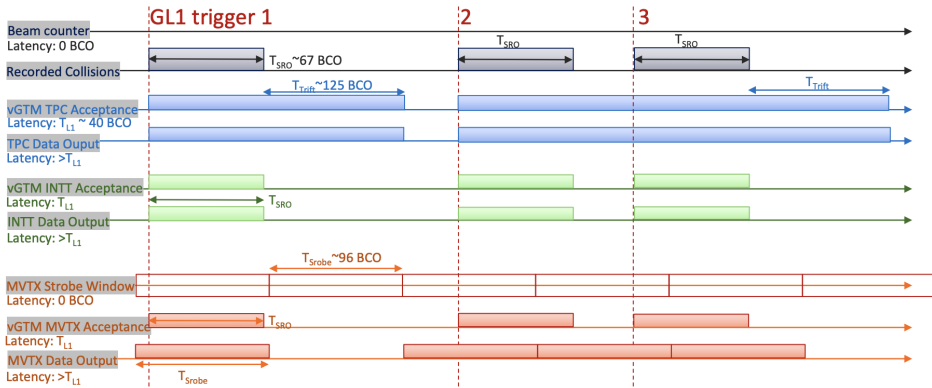 GL1 trigger 1
2
3
Beam counter
Latency: 0 BCO
T_SRO~67 BCO
T_SRO
T_SRO
Recorded Collisions
T_Trift~125 BCO
T_Trift
vGTM TPC Acceptance
Latency: T_L1 ~ 40 BCO
TPC Data Output
Latency: >T_L1
vGTM INTT Acceptance
Latency: T_L1
T_SRO
INTT Data Output
Latency: >T_L1
T_Srobe~96 BCO
MVTX Strobe Window
Latency: 0 BCO
vGTM MVTX Acceptance
T_SRO
Latency: T_L1
MVTX Data Output
Latency: >T_L1
T_Srobe